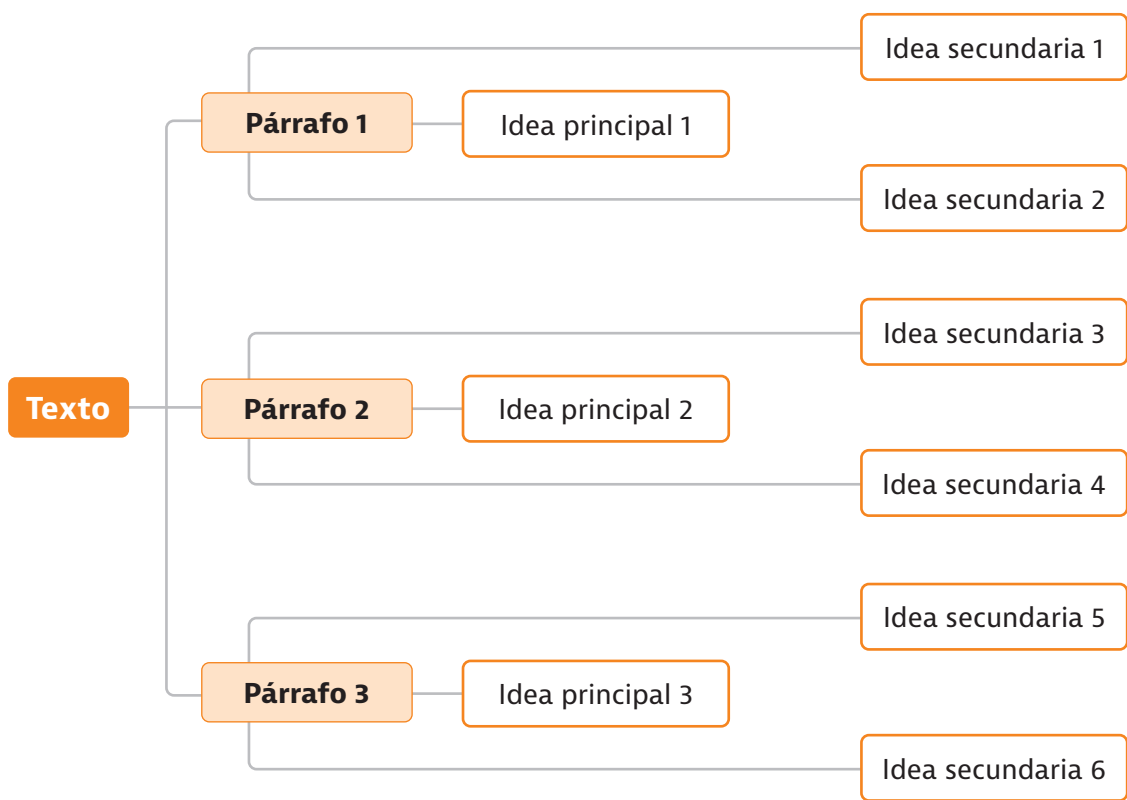 Idea secundaria 1
Párrafo 1
Idea principal 1
Idea secundaria 2
Idea secundaria 3
Texto
Párrafo 2
Idea principal 2
Idea secundaria 4
Idea secundaria 5
Párrafo 3
Idea principal 3
Idea secundaria 6